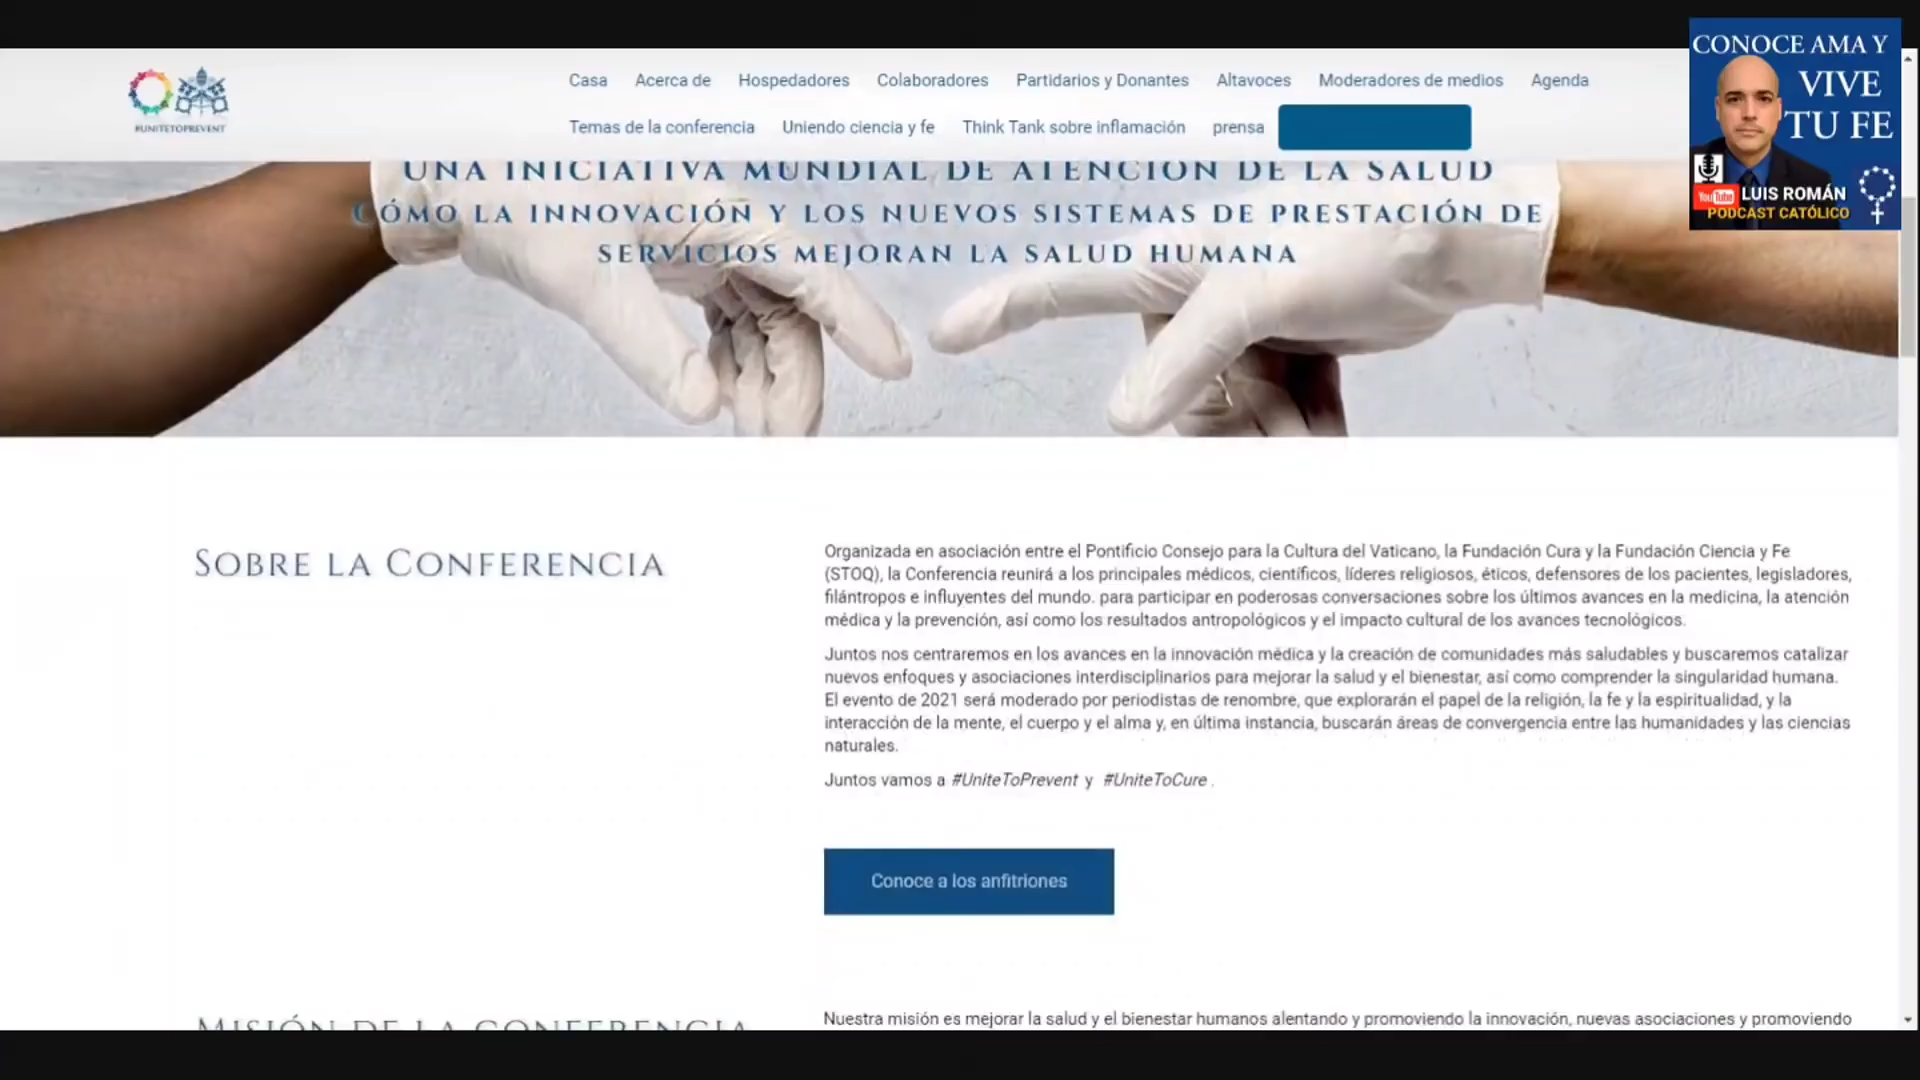 CONOCE AMA Y
VIVE
TU FE
YouTube LUIS ROMÁN
PODCAST CATÓLICO
#UNITETOPREVENT
Casa Acerca de Hospedadores Colaboradores Partidarios y Donantes Altavoces Moderadores de medios Agenda
Temas de la conferencia Uniendo ciencia y fe Think Tank sobre inflamación prensa
UNA INICIATIVA MUNDIAL DE ATENCIÓN DE LA SALUD
CÓMO LA INNOVACIÓN Y LOS NUEVOS SISTEMAS DE PRESTACIÓN DE
SERVICIOS MEJORAN LA SALUD HUMANA
SOBRE LA CONFERENCIA
Organizada en asociación entre el Pontificio Consejo para la Cultura del Vaticano, la Fundación Cura y la Fundación Ciencia y Fe
(STOQ), la Conferencia reunirá a los principales médicos, científicos, líderes religiosos, éticos, defensores de los pacientes, legisladores,
filántropos e influyentes del mundo. para participar en poderosas conversaciones sobre los últimos avances en la medicina, la atención
médica y la prevención, así como los resultados antropológicos y el impacto cultural de los avances tecnológicos.
Juntos nos centraremos en los avances en la innovación médica y la creación de comunidades más saludables y buscaremos catalizar
nuevos enfoques y asociaciones interdisciplinarios para mejorar la salud y el bienestar, así como comprender la singularidad humana.
El evento de 2021 será moderado por periodistas de renombre, que explorarán el papel de la religión, la fe y la espiritualidad, y la
interacción de la mente, el cuerpo y el alma y, en última instancia, buscarán áreas de convergencia entre las humanidades y las ciencias
naturales.
Juntos vamos a #UniteToPrevent y #UniteToCure .
Conoce a los anfitriones
MISIÓN DE LA CONFERENCIA
Nuestra misión es mejorar la salud y el bienestar humanos alentando y promoviendo la innovación, nuevas asociaciones y promoviendo